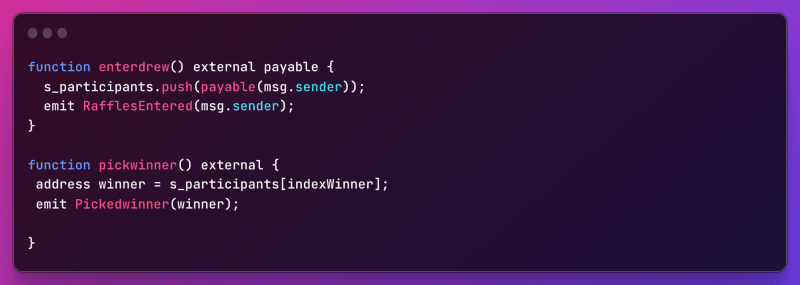 function enterdrew() external payable {
  s_participants.push(payable(msg.sender));
  emit RafflesEntered(msg.sender);
}

function pickwinner() external {
 address winner = s_participants[indexWinner];
 emit Pickedwinner(winner);

}